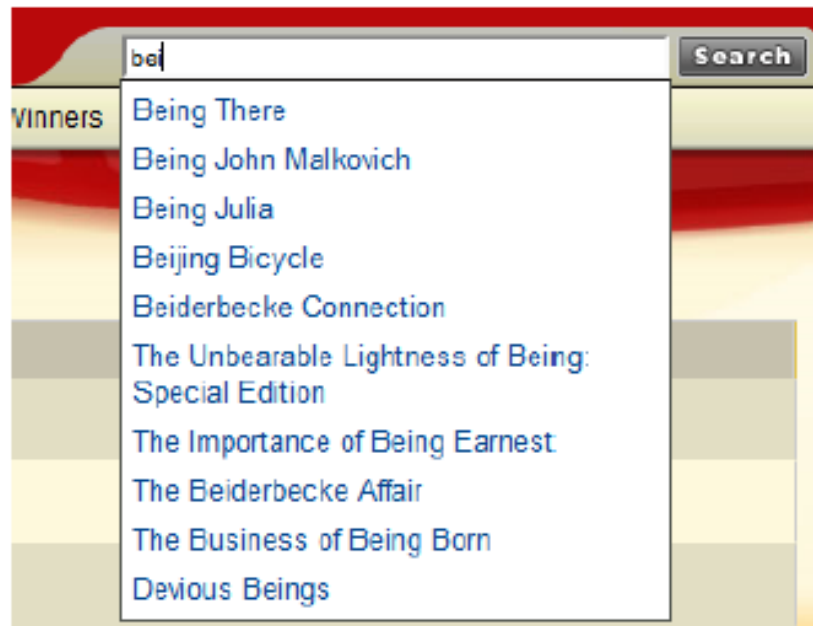 bei
Search
Winners
Being There
Being John Malkovich
Being Julia
Beijing Bicycle
Beiderbecke Connection
The Unbearable Lightness of Being:
Special Edition
The Importance of Being Earnest
The Beiderbecke Affair
The Business of Being Born
Devious Beings